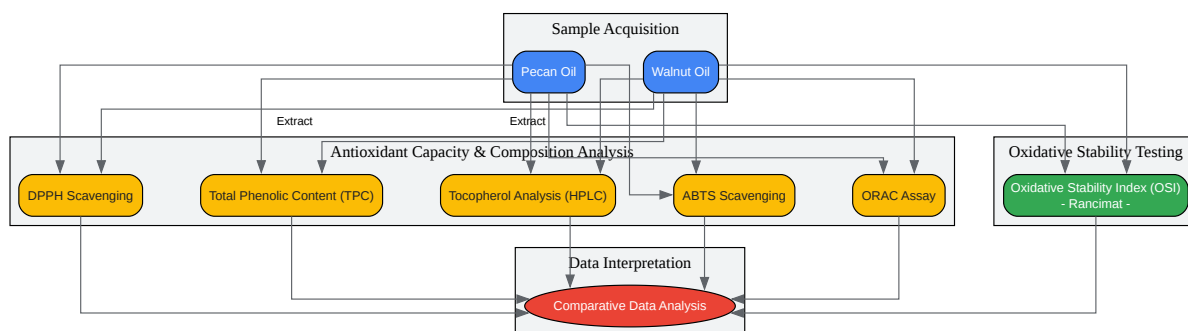 Sample Acquisition
Pecan Oil
Walnut Oil
Extract
Extract
Antioxidant Capacity & Composition Analysis
Oxidative Stability Testing
DPPH Scavenging
Total Phenolic Content (TPC)
Tocopherol Analysis (HPLC)
ABTS Scavenging
ORAC Assay
Oxidative Stability Index (OSI)
- Rancimat -
Data Interpretation
Comparative Data Analysis